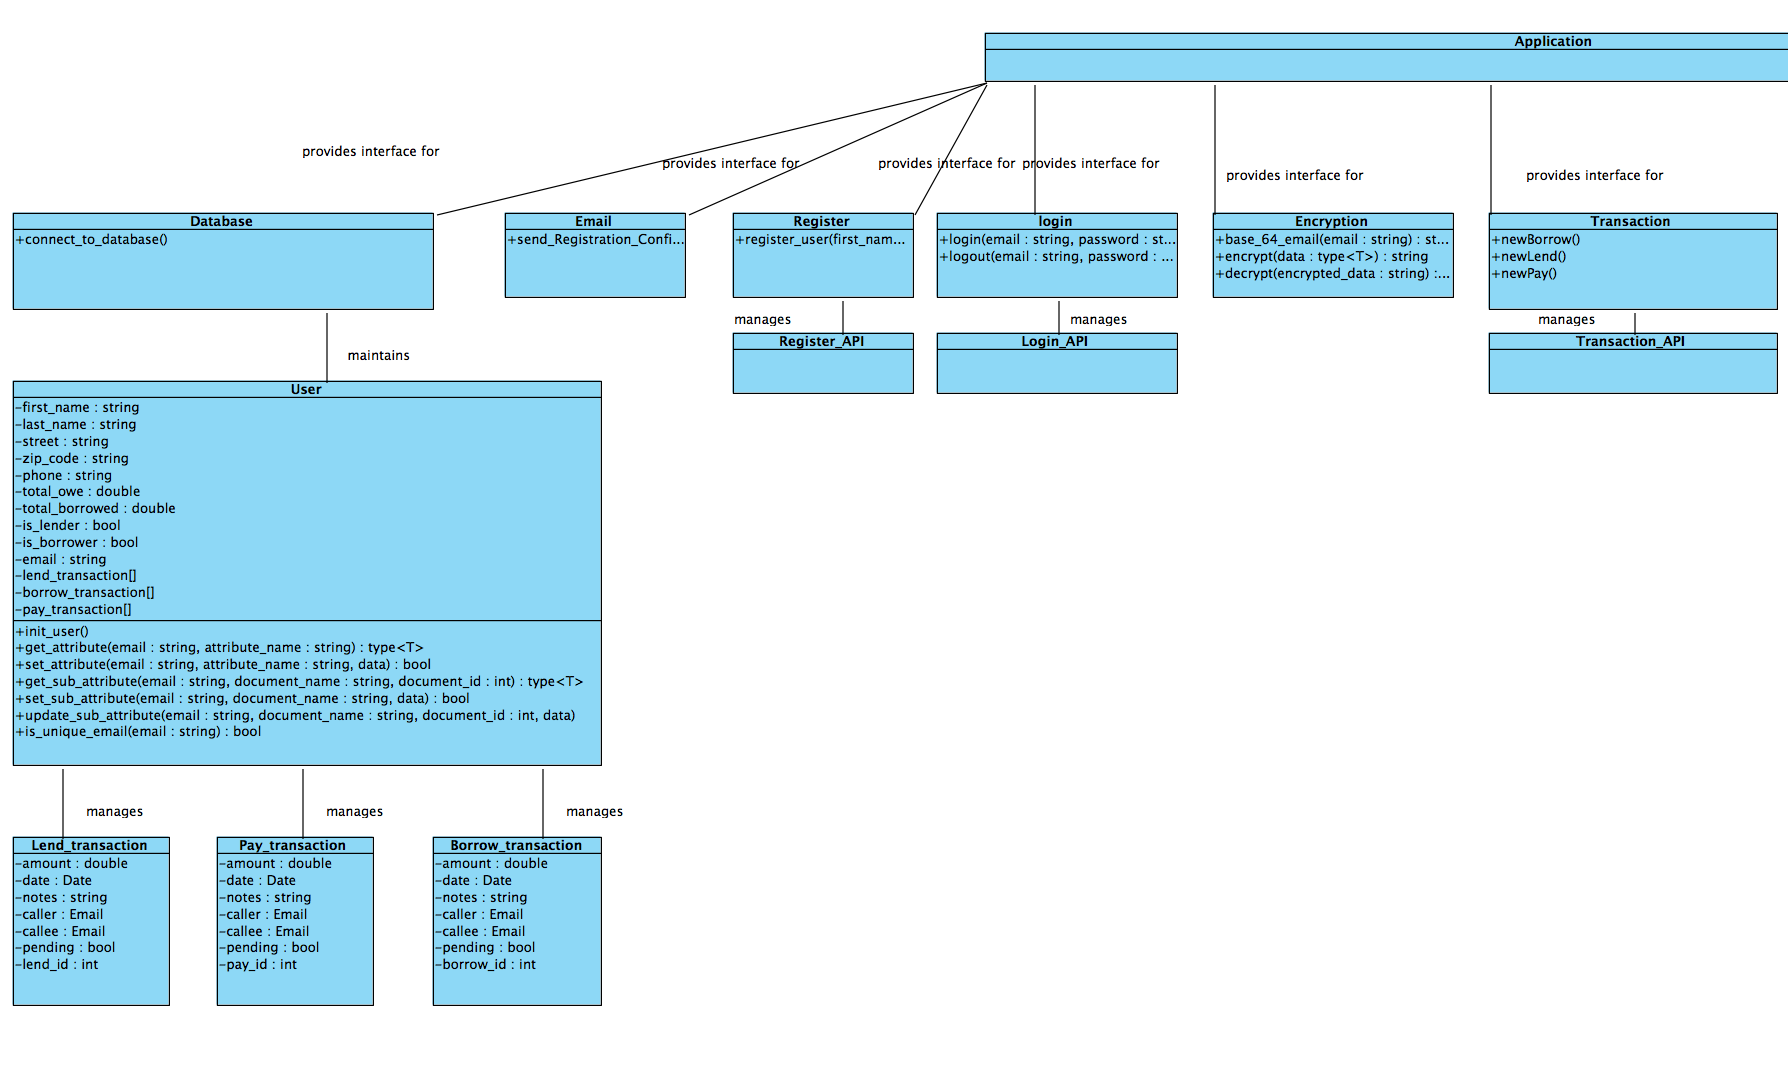 Application
provides interface for
provides interface for
provides interface for
provides interface for
provides interface for
provides interface for
Database
+connect_to_database()
Email
+send_Registration_Confi...
Register
+register_user(first_nam...
login
+login(email : string, password : st...
+logout(email : string, password : ...
Encryption
+base_64_email(email : string) : st...
+encrypt(data : type<T>) : string
+decrypt(encrypted_data : string) :...
Transaction
+newBorrow()
+newLend()
+newPay()
manages
manages
manages
Register_API
Login_API
Transaction_API
maintains
User
-first_name : string
-last_name : string
-street : string
-zip_code : string
-phone : string
-total_owe : double
-total_borrowed : double
-is_lender : bool
-is_borrower : bool
-email : string
-lend_transaction[]
-borrow_transaction[]
-pay_transaction[]
+init_user()
+get_attribute(email : string, attribute_name : string) : type<T>
+set_attribute(email : string, attribute_name : string, data) : bool
+get_sub_attribute(email : string, document_name : string, document_id : int) : type<T>
+set_sub_attribute(email : string, document_name : string, data) : bool
+update_sub_attribute(email : string, document_name : string, document_id : int, data)
+is_unique_email(email : string) : bool
manages
manages
manages
Lend_transaction
-amount : double
-date : Date
-notes : string
-caller : Email
-callee : Email
-pending : bool
-lend_id : int
Pay_transaction
-amount : double
-date : Date
-notes : string
-caller : Email
-callee : Email
-pending : bool
-pay_id : int
Borrow_transaction
-amount : double
-date : Date
-notes : string
-caller : Email
-callee : Email
-pending : bool
-borrow_id : int